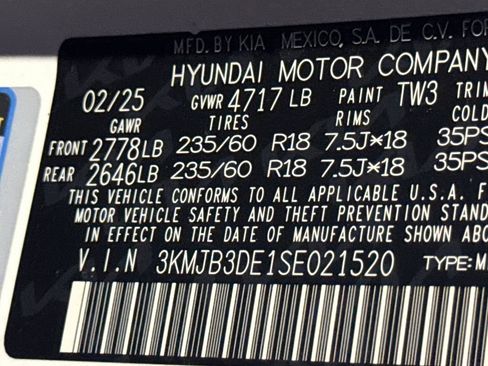 MFD. BY KIA MEXICO, S.A. DE C.V. FOR
HYUNDAI MOTOR COMPANY
02/25 GVWR 4717 LB PAINT TW3 TRIM
GAWR TIRES RIMS COLD
FRONT 2778LB 235/60 R18 7.5J×18 35PS
REAR 2646LB 235/60 R18 7.5J×18 35PS
THIS VEHICLE CONFORMS TO ALL APPLICABLE U.S.A. F
MOTOR VEHICLE SAFETY AND THEFT PREVENTION STAND
IN EFFECT ON THE DATE OF MANUFACTURE SHOWN ABO
V.I.N 3KMJB3DE1SE021520 TYPE:M